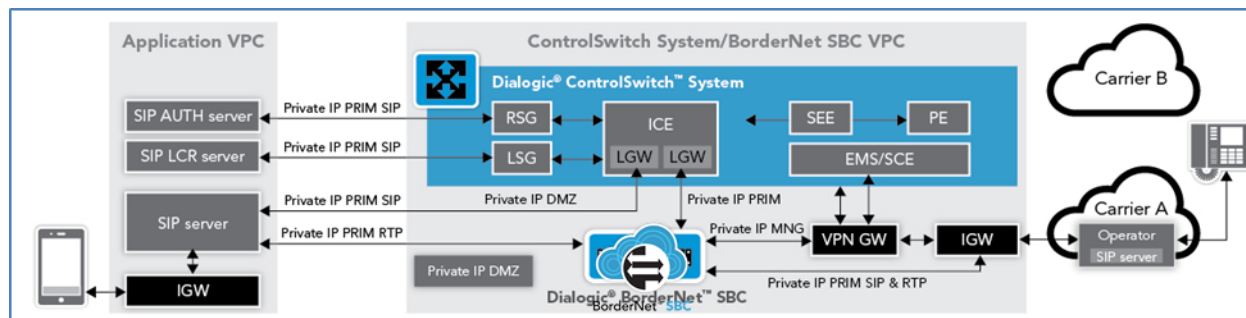 Application VPC
ControlSwitch System/BorderNet SBC VPC
Dialogic® ControlSwitch™ System
Carrier B
SIP AUTH server
Private IP PRIM SIP
RSG
ICE
SEE
PE
SIP LCR server
Private IP PRIM SIP
LSG
LGW
LGW
EMS/SCE
Private IP PRIM SIP
Private IP DMZ
Private IP PRIM
SIP server
Private IP PRIM RTP
Private IP MNG
VPN GW
IGW
Carrier A
Operator
SIP server
Private IP DMZ
Private IP PRIM SIP & RTP
IGW
Dialogic® BorderNet™ SBC
BorderNet™ SBC